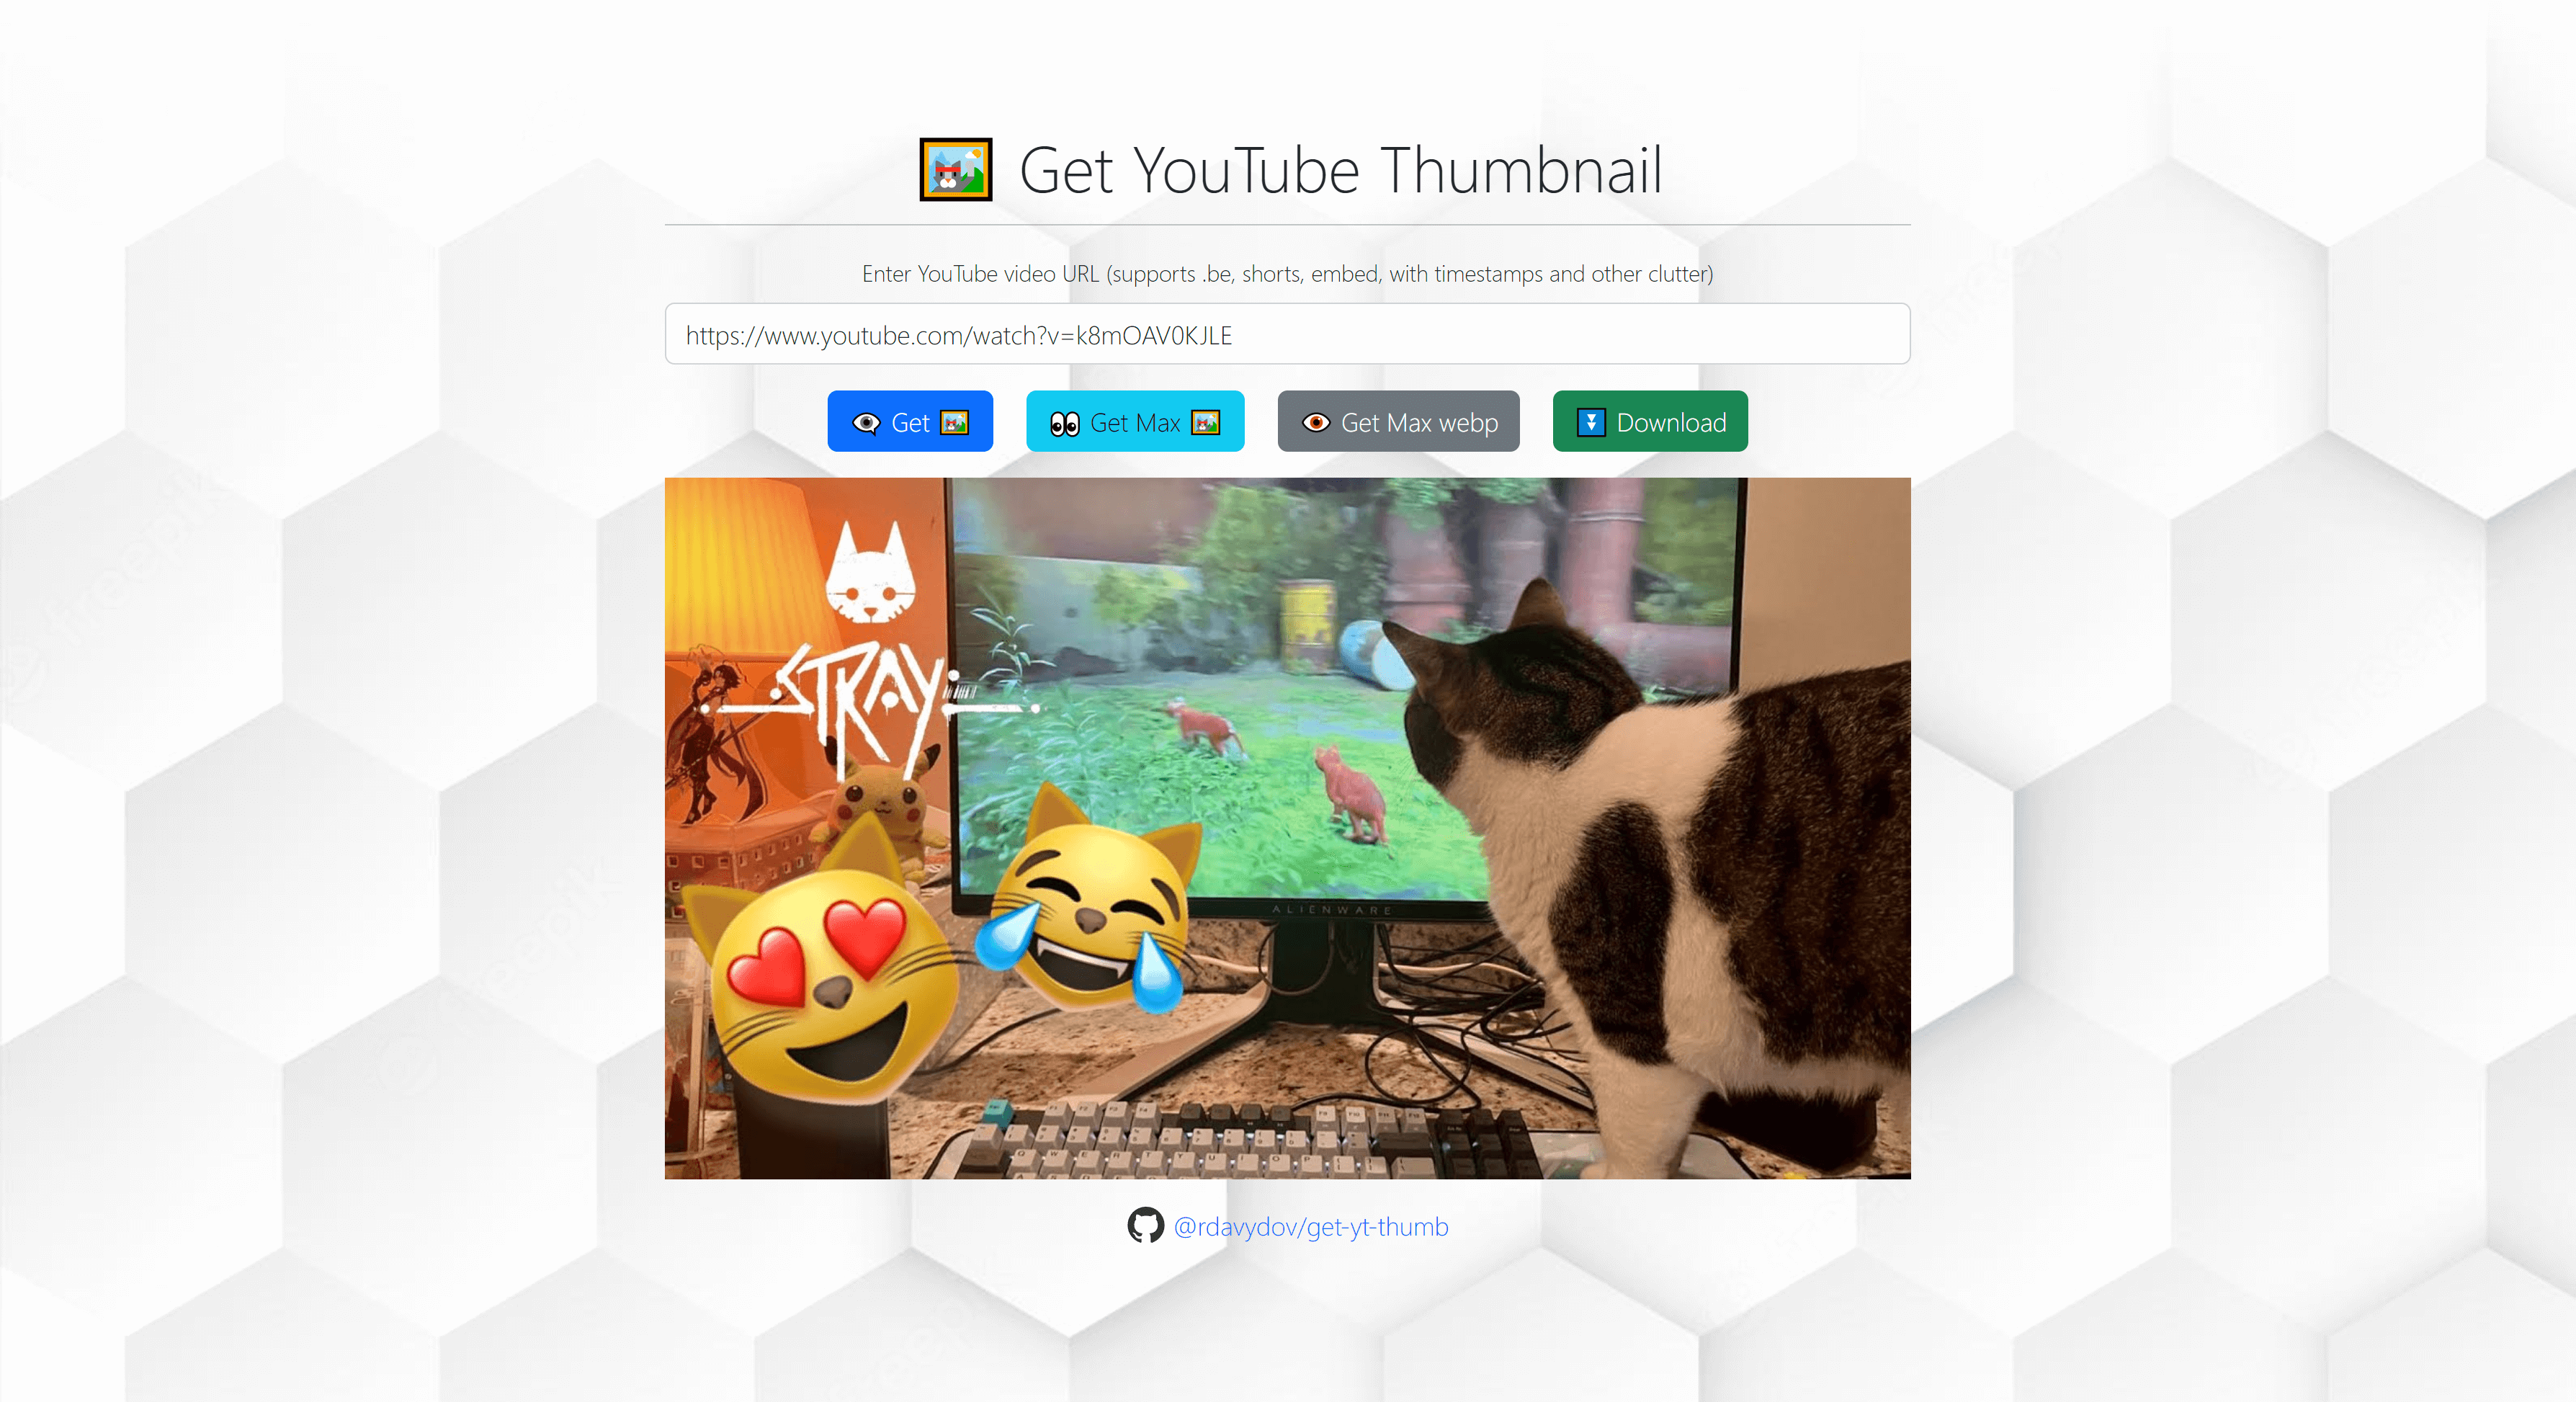 Get YouTube Thumbnail
Enter YouTube video URL (supports .be, shorts, embed, with timestamps and other clutter)
https://www.youtube.com/watch?v=k8mOAV0KJLE
Get
Get Max
Get Max webp
Download
STRAY
ALIENWARE
@rdavydov/get-yt-thumb